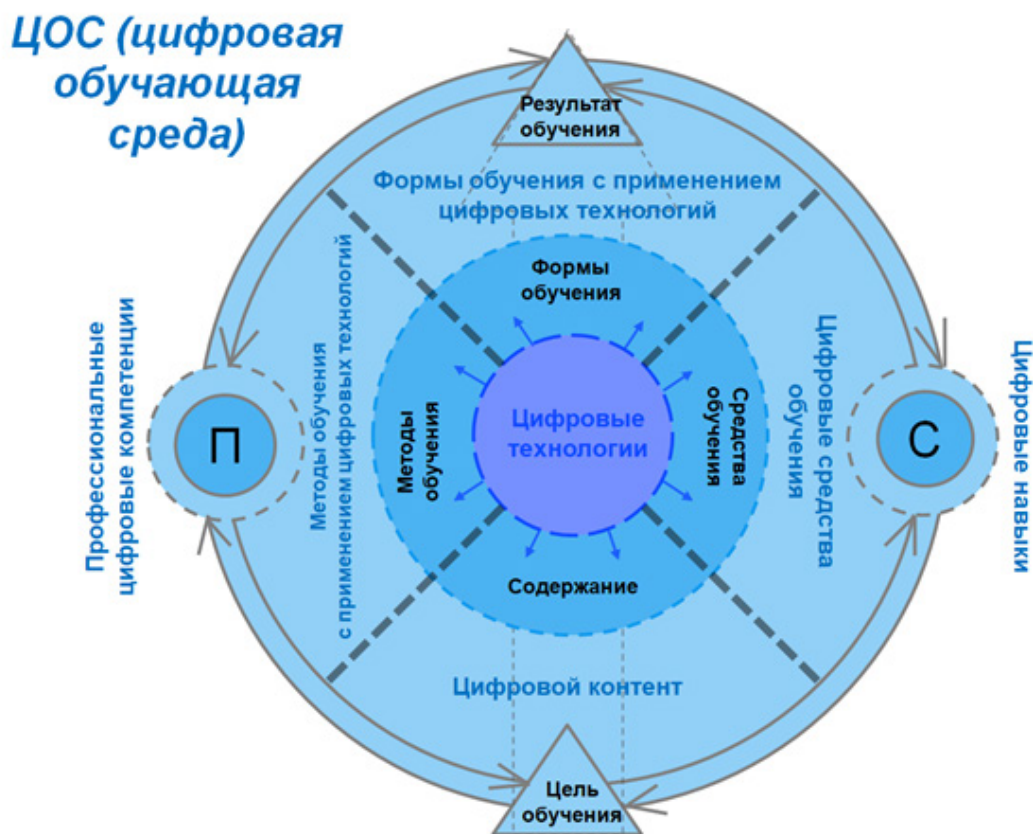 ЦОС (цифровая
обучающая
среда)
Результат
обучения
Формы обучения с применением
цифровых технологий
Формы
обучения
Профессиональные
цифровые компетенции
П
Методы обучения
с применением цифровых технологий
Методы
обучения
Цифровые
технологии
Средства
обучения
Цифровые средства
обучения
С
Цифровые навыки
Содержание
Цифровой контент
Цель
обучения